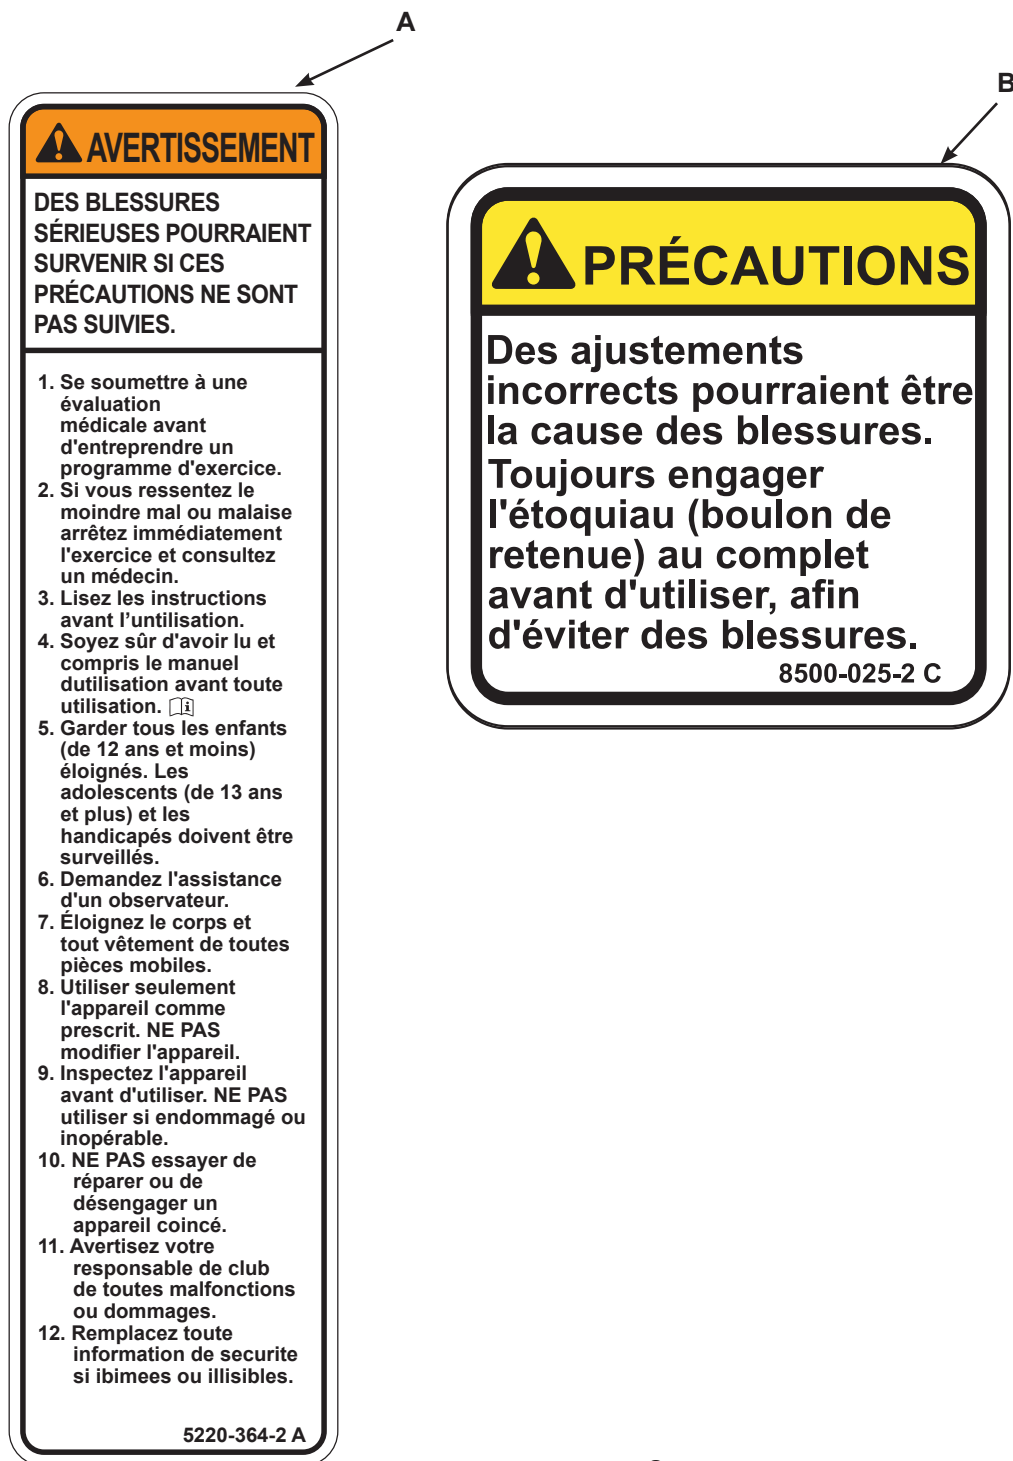 A
AVERTISSEMENT
DES BLESSURES
SÉRIEUSES POURRAIENT
SURVENIR SI CES
PRÉCAUTIONS NE SONT
PAS SUIVIES.
1. Se soumettre à une
évaluation
médicale avant
d'entreprendre un
programme d'exercice.
2. Si vous ressentez le
moindre mal ou malaise
arrêtez immédiatement
l'exercice et consultez
un médecin.
3. Lisez les instructions
avant l’untilisation.
4. Soyez sûr d'avoir lu et
compris le manuel
dutilisation avant toute
utilisation.
5. Garder tous les enfants
(de 12 ans et moins)
éloignés. Les
adolescents (de 13 ans
et plus) et les
handicapés doivent être
surveillés.
6. Demandez l'assistance
d'un observateur.
7. Éloignez le corps et
tout vêtement de toutes
pièces mobiles.
8. Utiliser seulement
l'appareil comme
prescrit. NE PAS
modifier l'appareil.
9. Inspectez l'appareil
avant d'utiliser. NE PAS
utiliser si endommagé ou
inopérable.
10. NE PAS essayer de
réparer ou de
désengager un
appareil coincé.
11. Avertisez votre
responsable de club
de toutes malfonctions
ou dommages.
12. Remplacez toute
information de securite
si ibimees ou illisibles.
5220-364-2 A
B
PRÉCAUTIONS
Des ajustements
incorrects pourraient être
la cause des blessures.
Toujours engager
l'étoquiau (boulon de
retenue) au complet
avant d'utiliser, afin
d'éviter des blessures.
8500-025-2 C